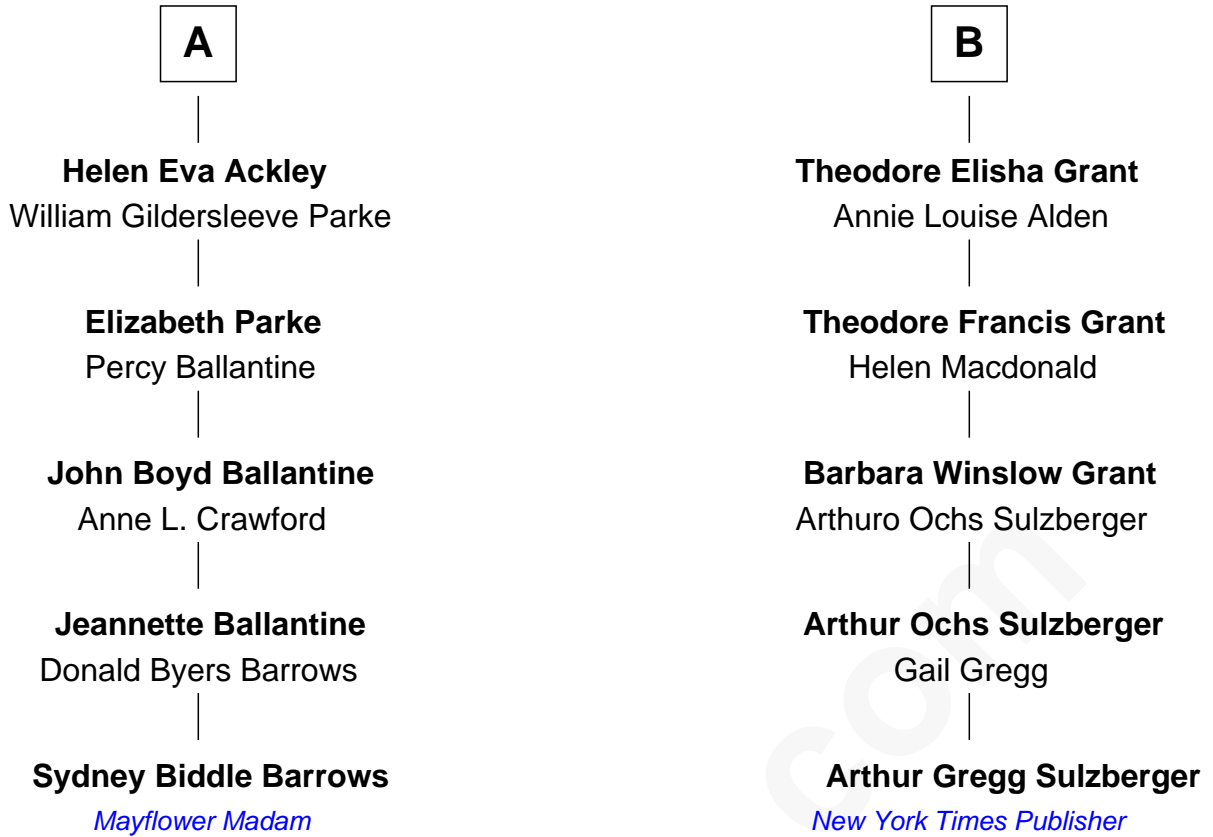 A
Helen Eva Ackley
William Gildersleeve Parke
Elizabeth Parke
Percy Ballantine
John Boyd Ballantine
Anne L. Crawford
Jeannette Ballantine
Donald Byers Barrows
Sydney Biddle Barrows
Mayflower Madam
B
Theodore Elisha Grant
Annie Louise Alden
Theodore Francis Grant
Helen Macdonald
Barbara Winslow Grant
Arthuro Ochs Sulzberger
Arthur Ochs Sulzberger
Gail Gregg
Arthur Gregg Sulzberger
New York Times Publisher
com